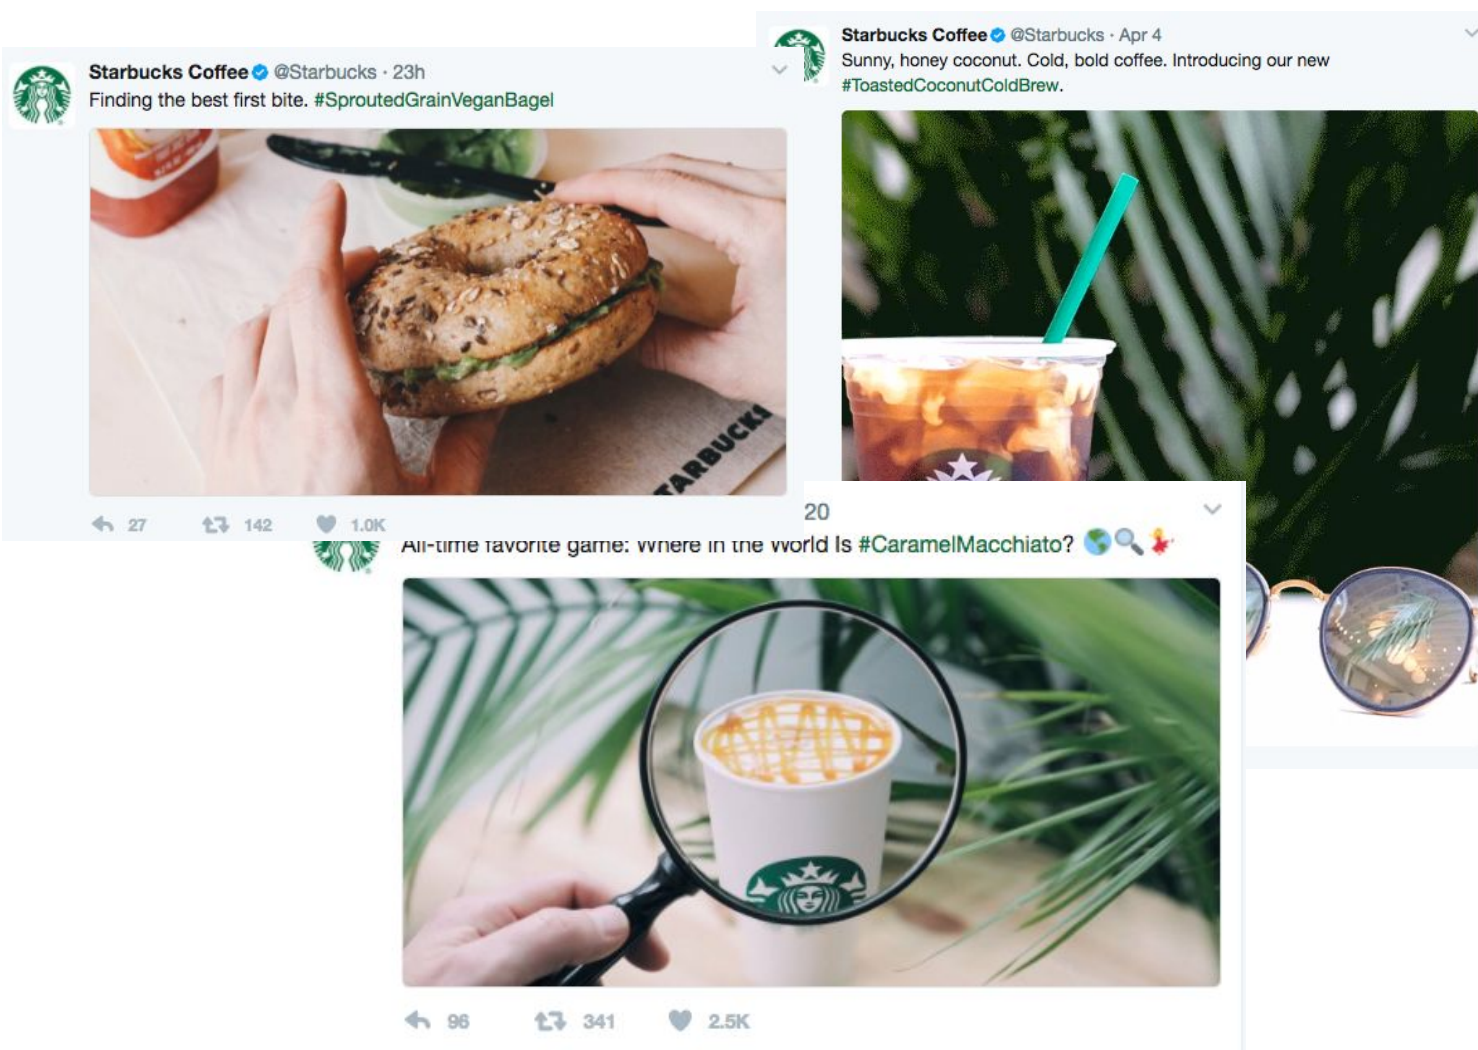 Starbucks Coffee @Starbucks · 23h
Finding the best first bite. #SproutedGrainVeganBagel
TARBUCKS
27 142 1.0K
Starbucks Coffee @Starbucks · Apr 4
Sunny, honey coconut. Cold, bold coffee. Introducing our new
#ToastedCoconutColdBrew.
20
All-time favorite game: Where in the World Is #CaramelMacchiato?
96 341 2.5K